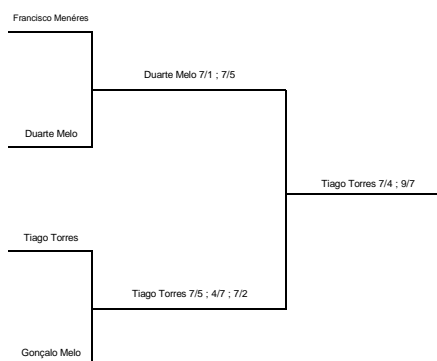 Francisco Menéres
Duarte Melo 7/1 ; 7/5
Duarte Melo
Tiago Torres 7/4 ; 9/7
Tiago Torres
Tiago Torres 7/5 ; 4/7 ; 7/2
Gonçalo Melo